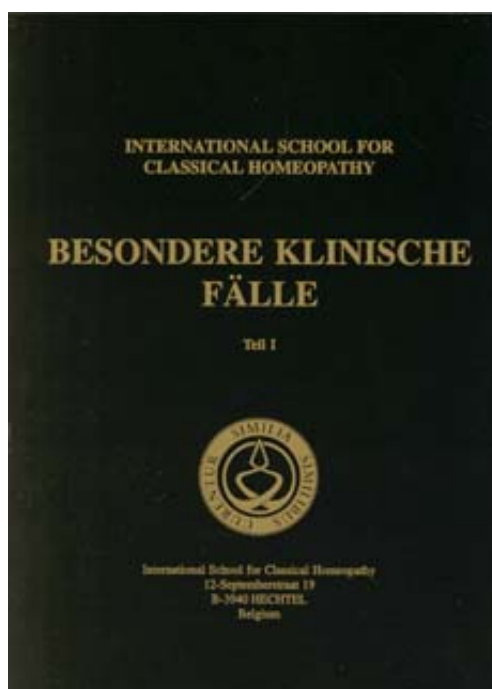 INTERNATIONAL SCHOOL FOR
CLASSICAL HOMEOPATHY
BESONDERE KLINISCHE
FÄLLE
Teil I
SIMILIA SIMILIBUS CURENTUR
International School for Classical Homeopathy
12-Septemberstraat 19
B-3940 HECHTEL
Belgium